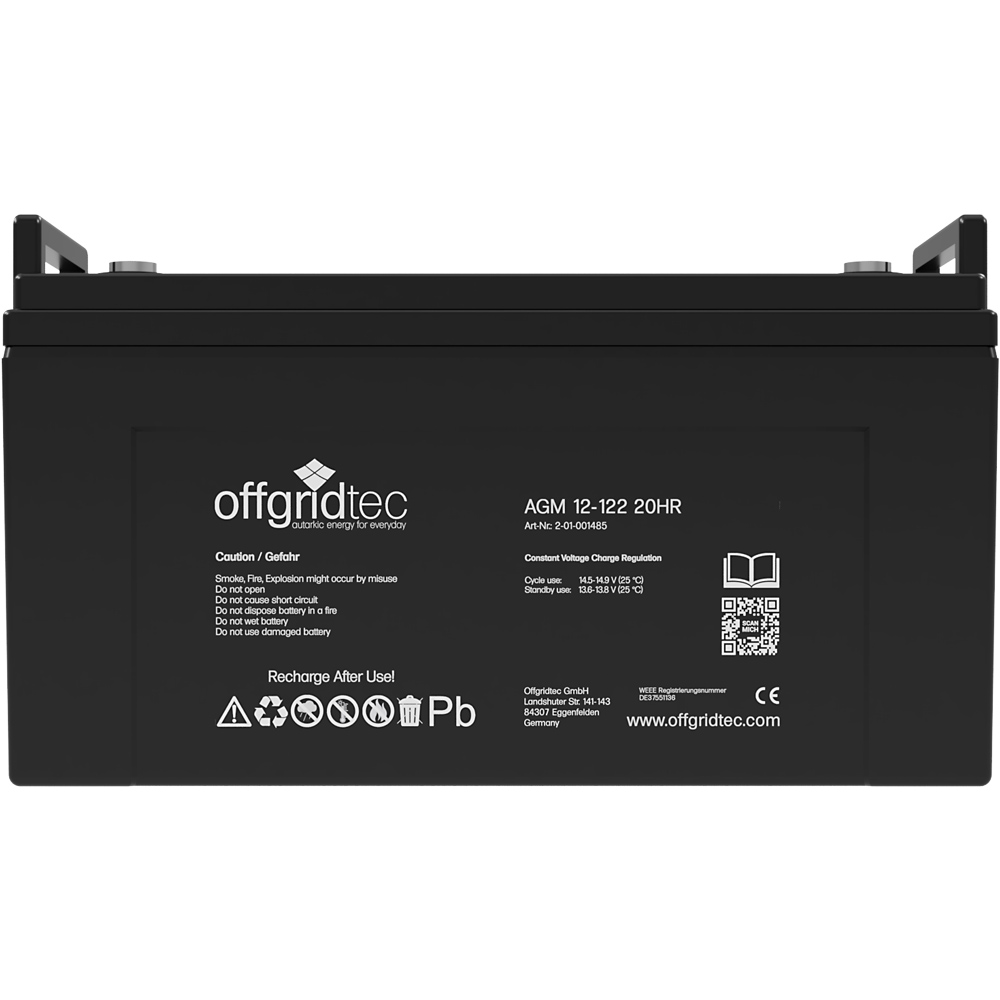 offgridtec
autarkic energy for everyday
Caution / Gefahr
Smoke, Fire, Explosion might occur by misuse
Do not open
Do not cause short circuit
Do not dispose battery in a fire
Do not wet battery
Do not use damaged battery
Recharge After Use!
Pb
AGM 12-122 20HR
Art-Nr.: 2-01-001485
Constant Voltage Charge Regulation
Cycle use: 14.5-14.9 V (25 °C)
Standby use: 13.6-13.8 V (25 °C)
SCAN
MICH
Offgridtec GmbH
Landshuter Str. 141-143
84307 Eggenfelden
Germany
WEEE Registrierungsnummer
DE37551136
CE
www.offgridtec.com